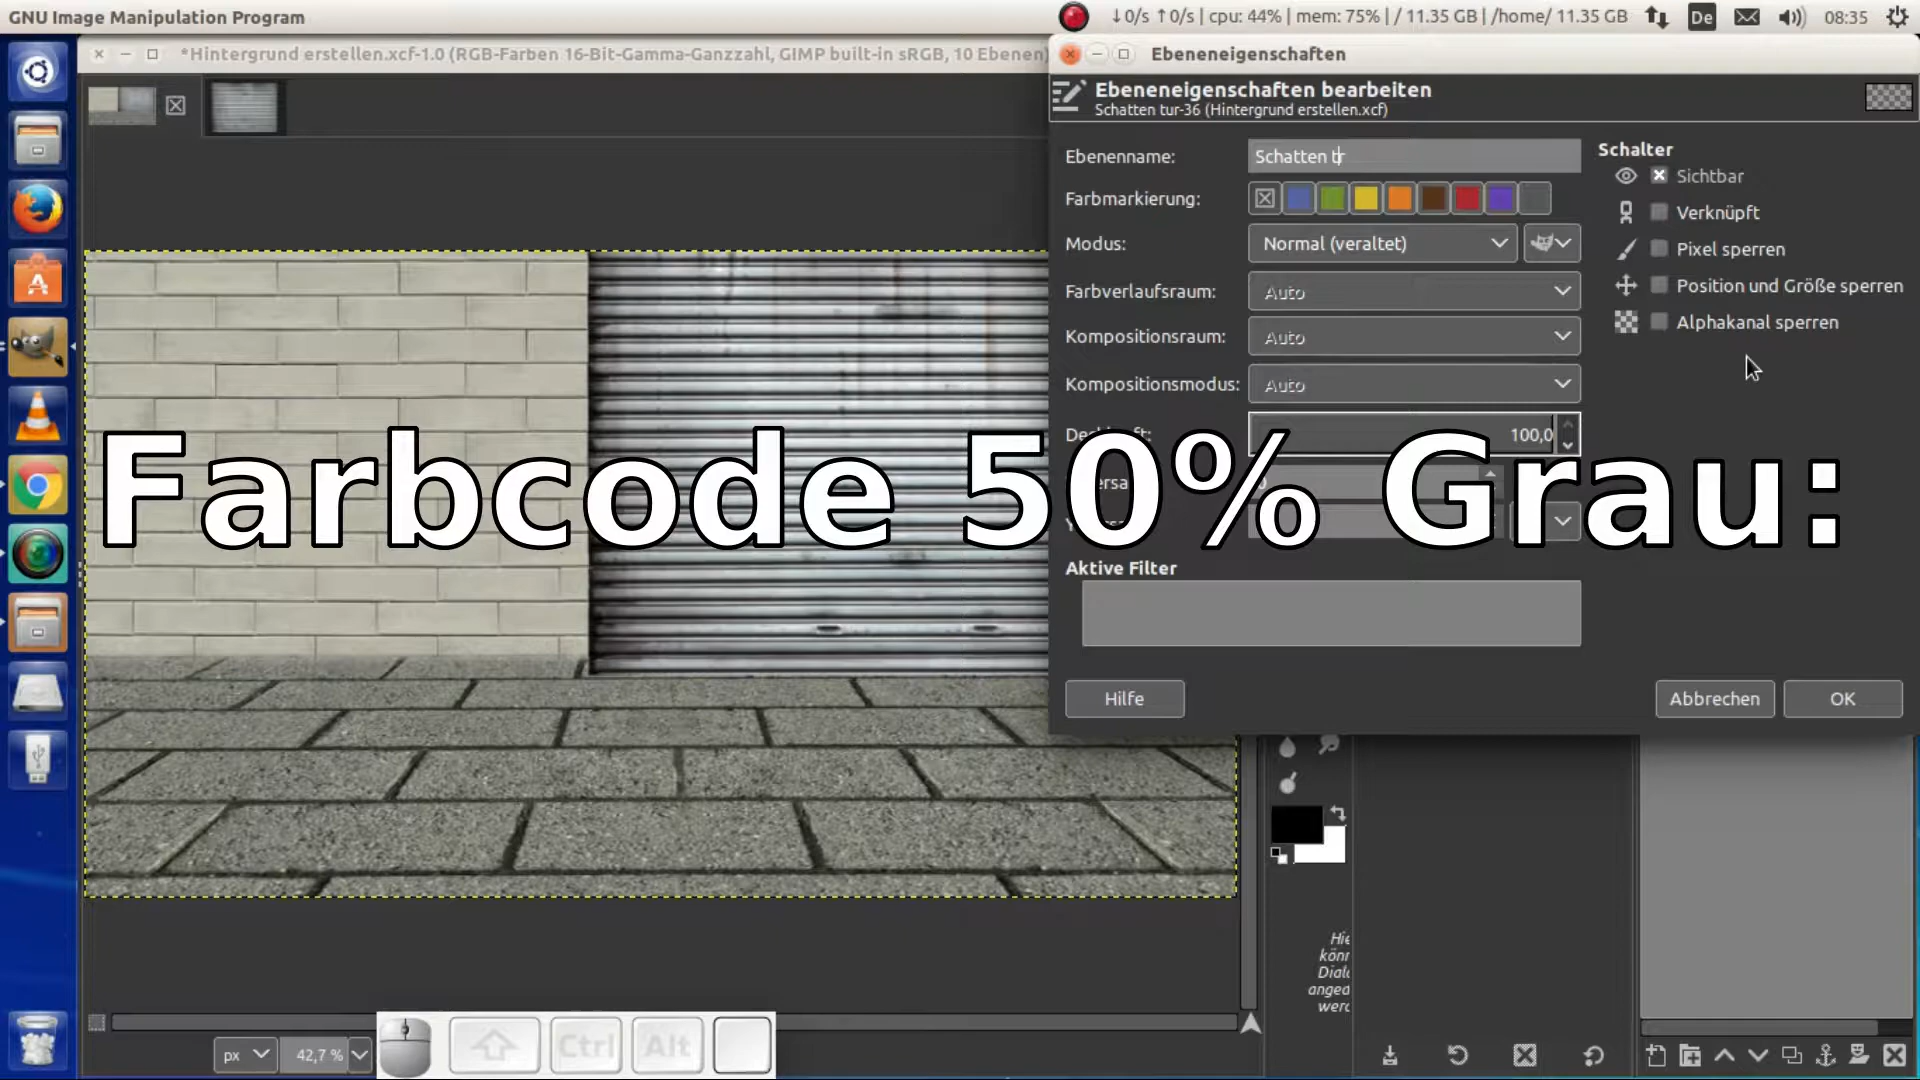 GNU Image Manipulation Program
↓0/s ↑0/s | cpu: 44% | mem: 75% | / 11.35 GB | /home/ 11.35 GB
De
08:35
*Hintergrund erstellen.xcf-1.0 (RGB-Farben 16-Bit-Gamma-Ganzzahl, GIMP built-in sRGB, 10 Ebenen)
Ebeneneigenschaften
Ebeneneigenschaften bearbeiten
Schatten tur-36 (Hintergrund erstellen.xcf)
Ebenenname:
Schatten tr
Schalter
Sichtbar
Farbmarkierung:
Verknüpft
Modus:
Normal (veraltet)
Pixel sperren
Farbverlaufsraum:
Auto
Position und Größe sperren
Kompositionsraum:
Auto
Alphakanal sperren
Kompositionsmodus:
Auto
100,0
Farbcode 50% Grau:
Aktive Filter
Hilfe
Abbrechen
OK
px
42,7 %
Ctrl
Alt